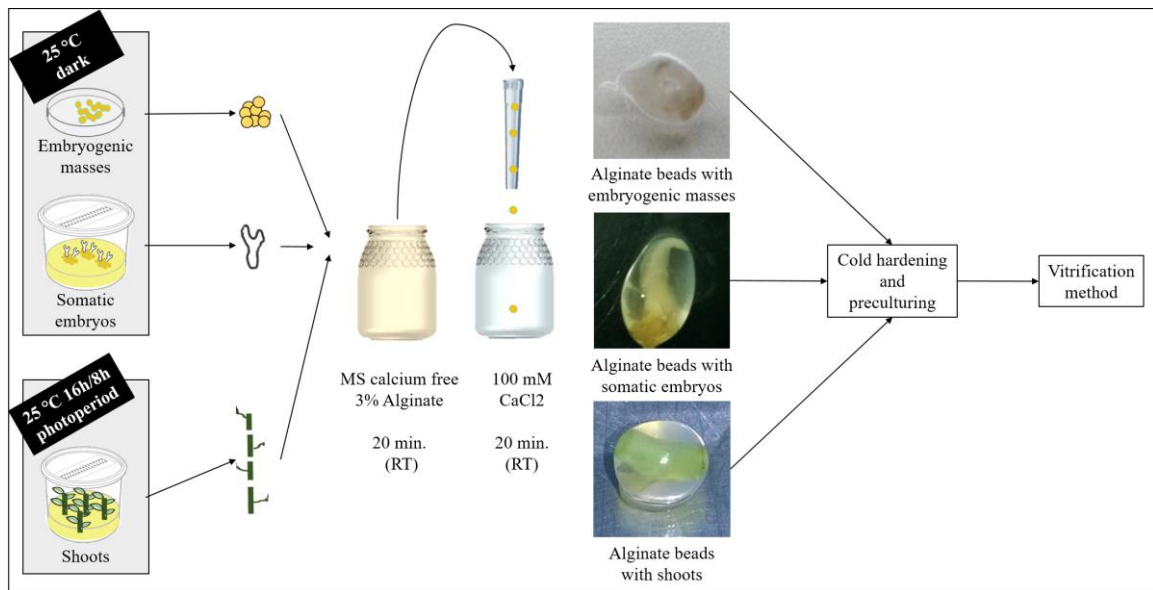 25 °C
dark
Embryogenic
masses
Somatic
embryos
25 °C 16h/8h
photoperiod
Shoots
MS calcium free
3% Alginate
20 min.
(RT)
100 mM
CaCl2
20 min.
(RT)
Alginate beads with
embryogenic masses
Alginate beads with
somatic embryos
Alginate beads
with shoots
Cold hardening
and
preculturing
Vitrification
method